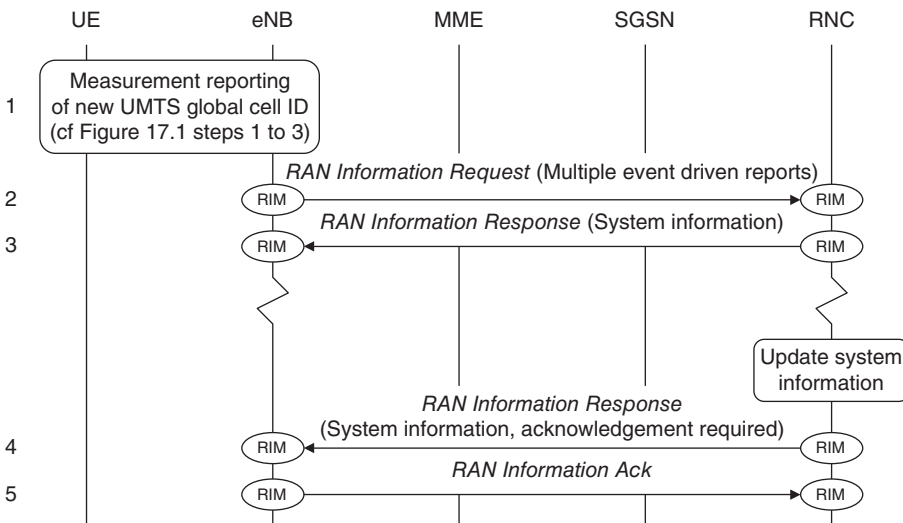 UE eNB MME SGSN RNC
1
Measurement reporting
of new UMTS global cell ID
(cf Figure 17.1 steps 1 to 3)
RAN Information Request (Multiple event driven reports)
2 RIM RIM
RAN Information Response (System information)
3 RIM RIM
Update system
information
RAN Information Response
(System information, acknowledgement required)
4 RIM RIM
RAN Information Ack
5 RIM RIM